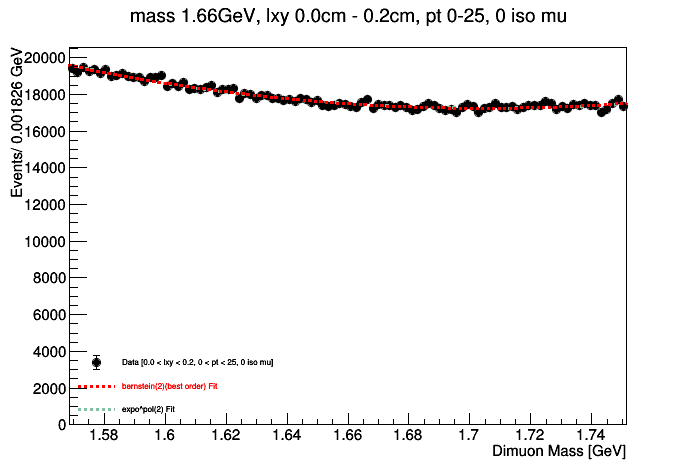 mass 1.66GeV, lxy 0.0cm - 0.2cm, pt 0-25, 0 iso mu
Events/ 0.001826 GeV
20000
18000
16000
14000
12000
10000
8000
6000
4000
2000
0
Data [0.0 < lxy < 0.2, 0 < pt < 25, 0 iso mu]
bernstein(2)(best order) Fit
expo*pol(2) Fit
1.58 1.6 1.62 1.64 1.66 1.68 1.7 1.72 1.74
Dimuon Mass [GeV]